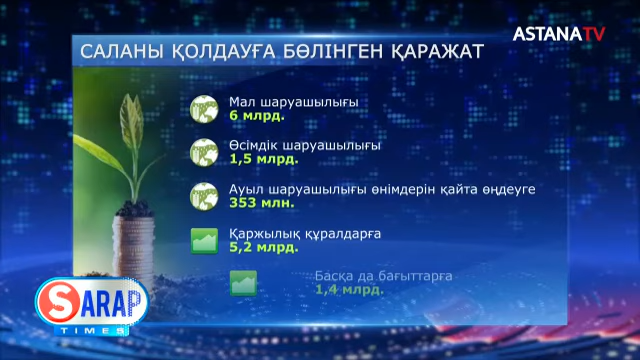 САЛАНЫ ҚОЛДАУҒА БӨЛІНГЕН ҚАРАЖАТ
ASTANATV
Мал шаруашылығы
6 млрд.
Өсімдік шаруашылығы
1,5 млрд.
Ауыл шаруашылығы өнімдерін қайта өңдеуге
353 млн.
Қаржылық құралдарға
5,2 млрд.
Басқа да бағыттарға
1,4 млрд.
SARAP
TIMES